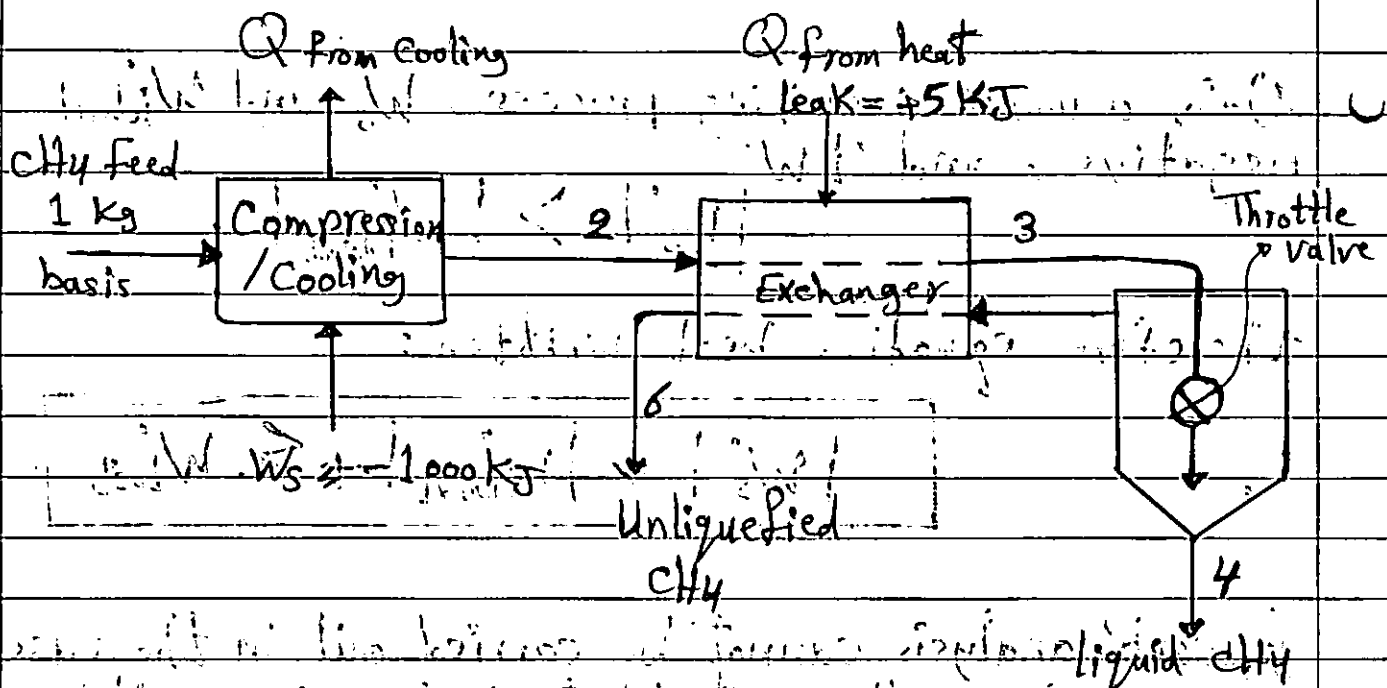 Q from cooling
Q from heat
leak = +5 KJ
CH4 feed
1 Kg
basis
Compression
/Cooling
2
Exchanger
3
Throttle
valve
6
Ws = -1000 KJ
Unliquefied
CH4
4
liquid CH4